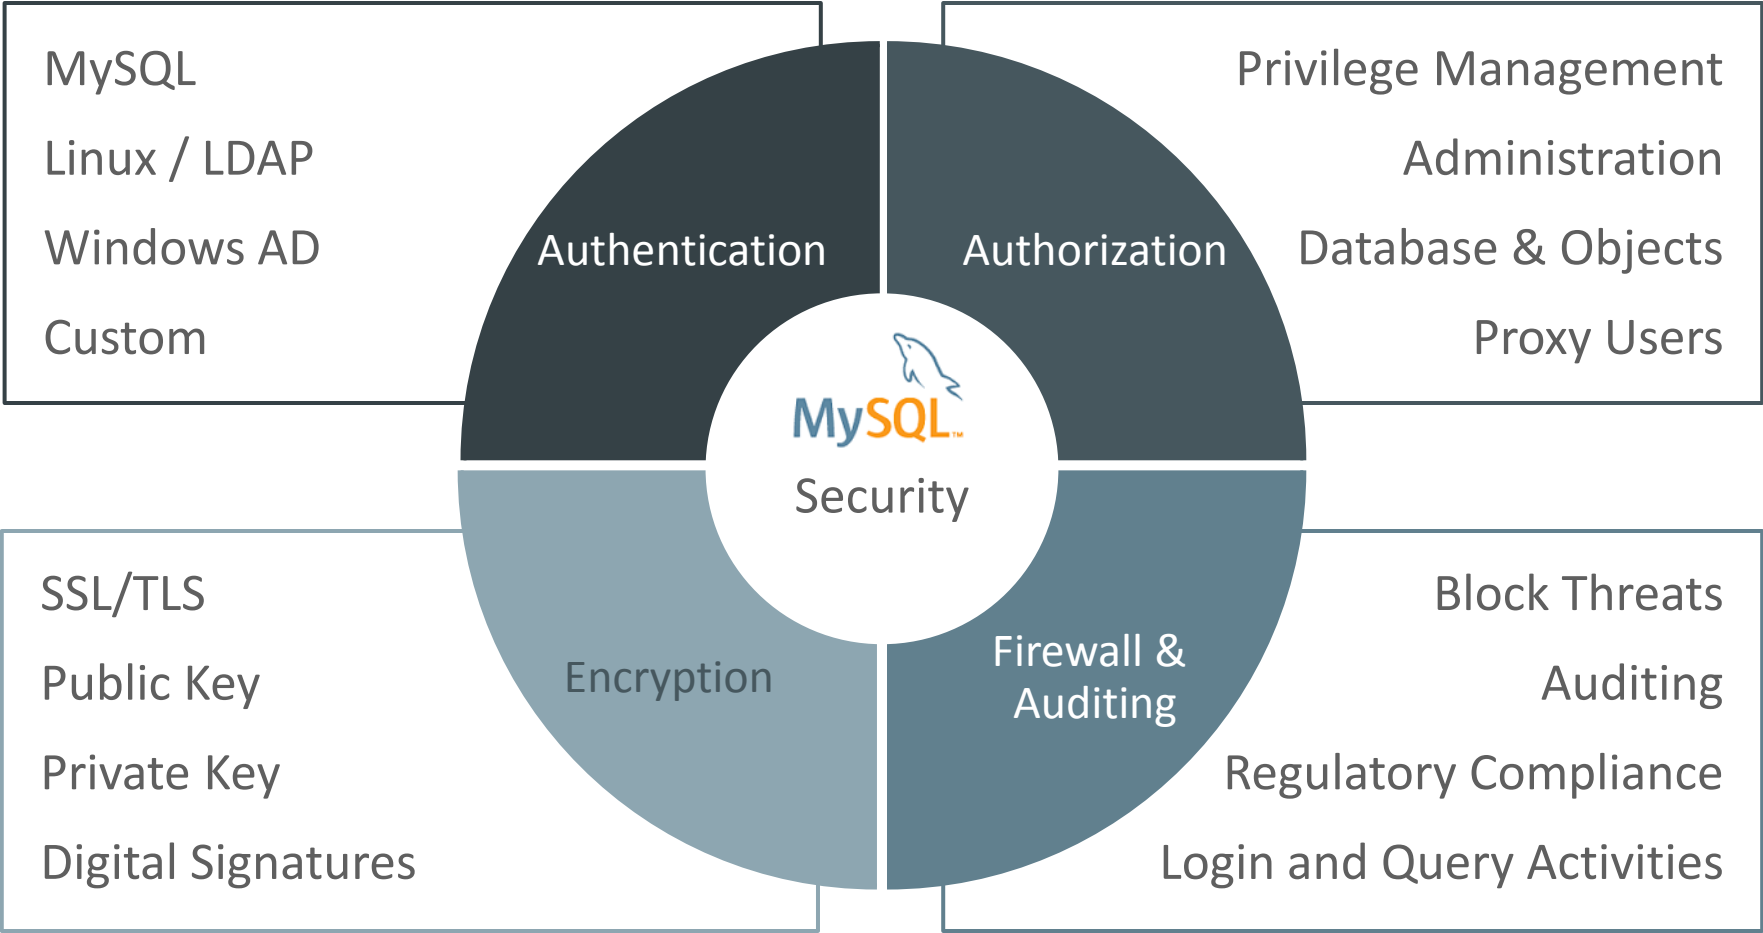 MySQL
Linux / LDAP
Windows AD
Custom
Authentication
Authorization
Privilege Management
Administration
Database & Objects
Proxy Users
MySQL™
Security
SSL/TLS
Public Key
Private Key
Digital Signatures
Encryption
Firewall &
Auditing
Block Threats
Auditing
Regulatory Compliance
Login and Query Activities